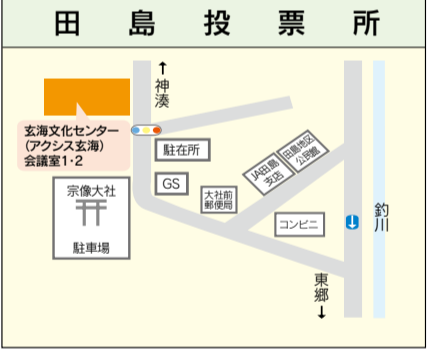 田島投票所
↑
神湊
玄海文化センター
(アクシス玄海)
会議室1・2
駐在所
GS
宗像大社
駐車場
大社前
郵便局
JA田島
支店
田島地区
公民館
コンビニ
釣川
東郷
↓